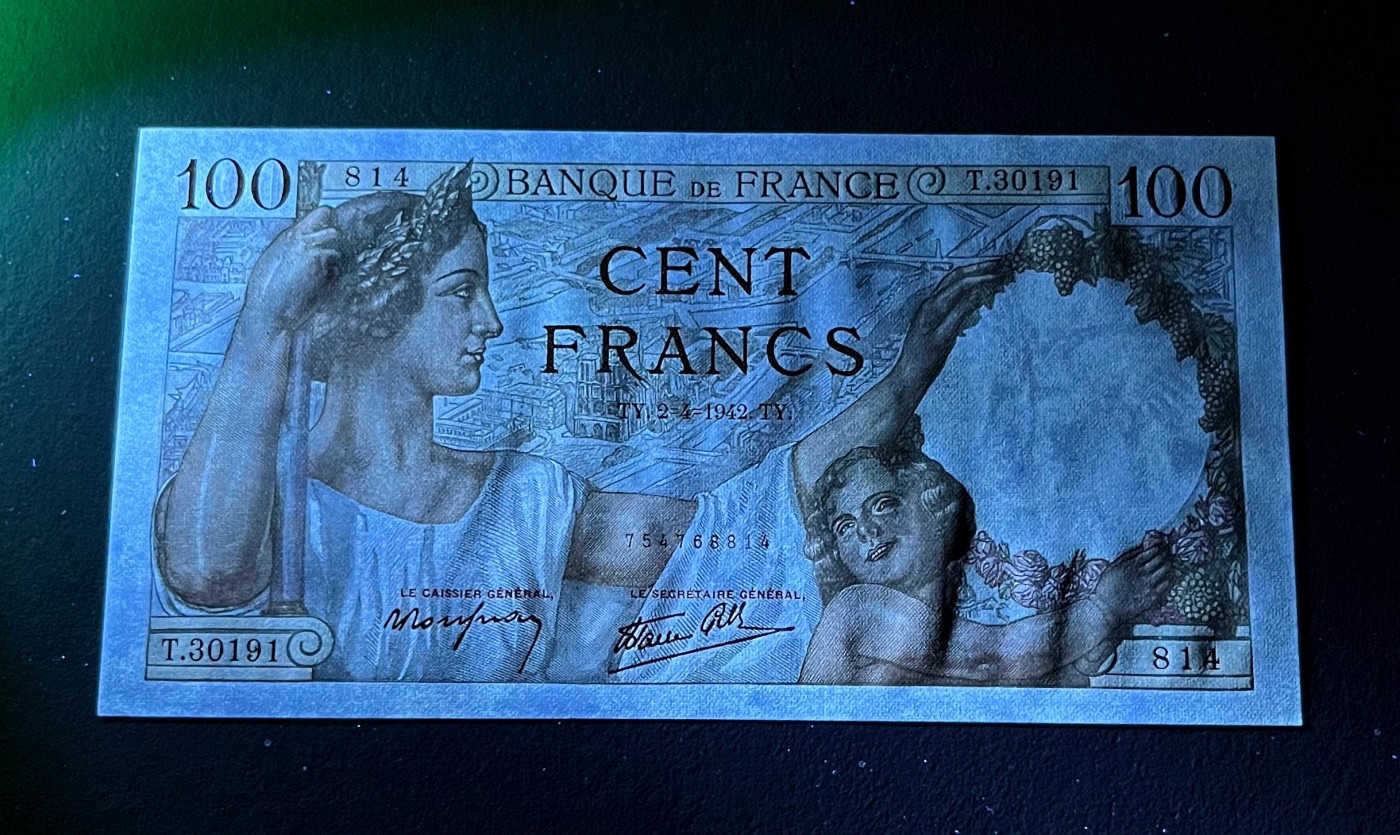 100 814 BANQUE DE FRANCE T.30191 100
CENT
FRANCS
TY. 2-4-1942. TY.
754768814
LE CAISSIER GÉNÉRAL, LE SECRÉTAIRE GÉNÉRAL,
T.30191 814